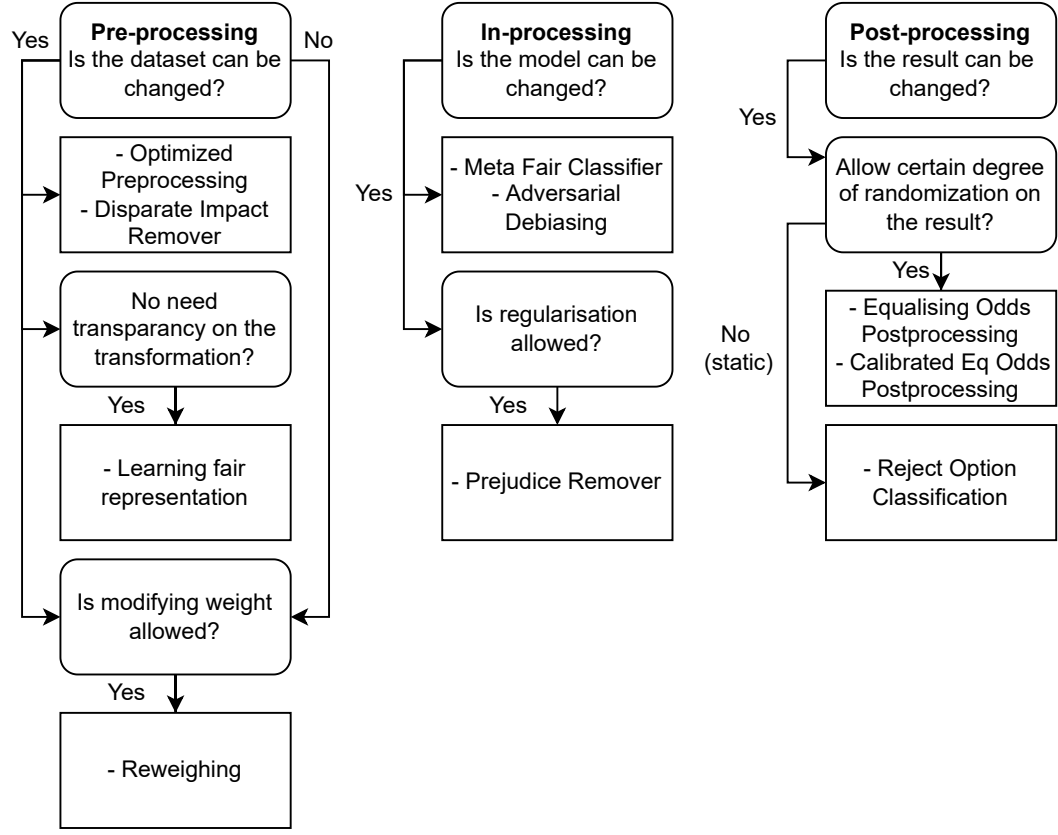 Yes
Pre-processing
Is the dataset can be
changed?
No
- Optimized
Preprocessing
- Disparate Impact
Remover
No need
transparancy on the
transformation?
Yes
- Learning fair
representation
Is modifying weight
allowed?
Yes
- Reweighing
In-processing
Is the model can be
changed?
Yes
- Meta Fair Classifier
- Adversarial
Debiasing
Is regularisation
allowed?
Yes
- Prejudice Remover
Post-processing
Is the result can be
changed?
Yes
Allow certain degree
of randomization on
the result?
Yes
- Equalising Odds
Postprocessing
- Calibrated Eq Odds
Postprocessing
No
(static)
- Reject Option
Classification